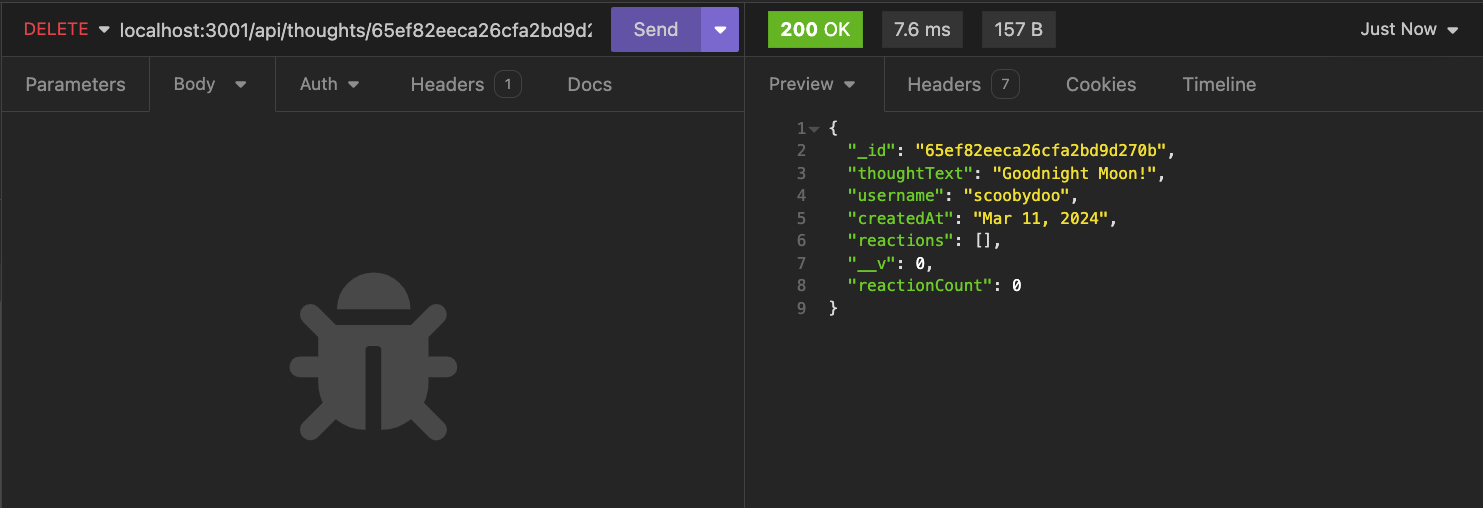 DELETE localhost:3001/api/thoughts/65ef82eeca26cfa2bd9d2 Send 200 OK 7.6 ms 157 B Just Now
Parameters Body Auth Headers 1 Docs Preview Headers 7 Cookies Timeline
1 {
2 "_id": "65ef82eeca26cfa2bd9d270b",
3 "thoughtText": "Goodnight Moon!",
4 "username": "scoobydoo",
5 "createdAt": "Mar 11, 2024",
6 "reactions": [],
7 "__v": 0,
8 "reactionCount": 0
9 }